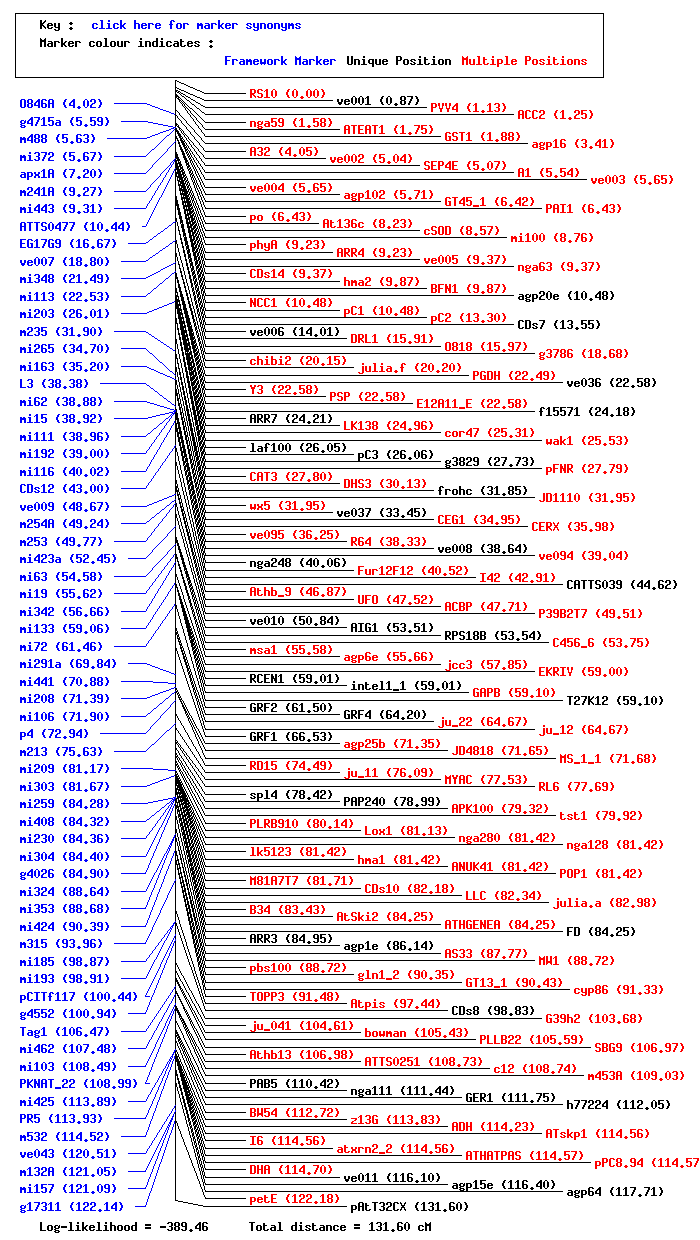 Key : click here for marker synonyms
Marker colour indicates :
Framework Marker Unique Position Multiple Positions
O846A (4.02)
g4715a (5.59)
m488 (5.63)
mi372 (5.67)
apx1A (7.20)
m241A (9.27)
mi443 (9.31)
ATTS0477 (10.44)
EG17G9 (16.67)
ve007 (18.80)
mi348 (21.49)
mi113 (22.53)
mi203 (26.01)
m235 (31.90)
mi265 (34.70)
mi163 (35.20)
L3 (38.38)
mi62 (38.88)
mi15 (38.92)
mi111 (38.96)
mi192 (39.00)
mi116 (40.02)
CDs12 (43.00)
ve009 (48.67)
m254A (49.24)
m253 (49.77)
mi423a (52.45)
mi63 (54.58)
mi19 (55.62)
mi342 (56.66)
mi133 (59.06)
mi72 (61.46)
mi291a (69.84)
mi441 (70.88)
mi208 (71.39)
mi106 (71.90)
p4 (72.94)
m213 (75.63)
mi209 (81.17)
mi303 (81.67)
mi259 (84.28)
mi408 (84.32)
mi230 (84.36)
mi304 (84.40)
g4026 (84.90)
mi324 (88.64)
mi353 (88.68)
mi424 (90.39)
m315 (93.96)
mi185 (98.87)
mi193 (98.91)
pCITf117 (100.44)
g4552 (100.94)
Tag1 (106.47)
mi462 (107.48)
mi103 (108.49)
PKNAT_22 (108.99)
mi425 (113.89)
PR5 (113.93)
m532 (114.52)
ve043 (120.51)
m132A (121.05)
mi157 (121.09)
g17311 (122.14)
RS10 (0.00)
ve001 (0.87)
PVV4 (1.13)
ACC2 (1.25)
nga59 (1.58)
ATEAT1 (1.75)
GST1 (1.88)
agp16 (3.41)
A32 (4.05)
ve002 (5.04)
SEP4E (5.07)
A1 (5.54)
ve003 (5.65)
ve004 (5.65)
agp102 (5.71)
GT45_1 (6.42)
PAI1 (6.43)
po (6.43)
At136c (8.23)
cSOD (8.57)
mi100 (8.76)
phyA (9.23)
ARR4 (9.23)
ve005 (9.37)
nga63 (9.37)
CDs14 (9.37)
hma2 (9.87)
BFN1 (9.87)
agp20e (10.48)
NCC1 (10.48)
pC1 (10.48)
pC2 (13.30)
CDs7 (13.55)
ve006 (14.01)
DRL1 (15.91)
O818 (15.97)
g3786 (18.68)
chibi2 (20.15)
julia.f (20.20)
PGDH (22.49)
ve036 (22.58)
Y3 (22.58)
PSP (22.58)
E12A11_E (22.58)
f15571 (24.18)
ARR7 (24.21)
LK138 (24.96)
cor47 (25.31)
wak1 (25.53)
laf100 (26.05)
pC3 (26.06)
g3829 (27.73)
pFNR (27.79)
CAT3 (27.80)
DHS3 (30.13)
frohc (31.85)
JD1110 (31.95)
wx5 (31.95)
ve037 (33.45)
CEG1 (34.95)
CERX (35.98)
ve095 (36.25)
R64 (38.33)
ve008 (38.64)
ve094 (39.04)
nga248 (40.06)
Fur12F12 (40.52)
I42 (42.91)
CATTS039 (44.62)
Athb_9 (46.87)
UFO (47.52)
ACBP (47.71)
P39B2T7 (49.51)
ve010 (50.84)
AIG1 (53.51)
RPS18B (53.54)
C456_6 (53.75)
msa1 (55.58)
agp6e (55.66)
jcc3 (57.85)
EKRIV (59.00)
RCEN1 (59.01)
intel1_1 (59.01)
GAPB (59.10)
T27K12 (59.10)
GRF2 (61.50)
GRF4 (64.20)
ju_22 (64.67)
ju_12 (64.67)
GRF1 (66.53)
agp25b (71.35)
JD4818 (71.65)
MS_1_1 (71.68)
RD15 (74.49)
ju_11 (76.09)
MYAC (77.53)
RL6 (77.69)
spl4 (78.42)
PAP240 (78.99)
APK100 (79.32)
tst1 (79.92)
PLRB910 (80.14)
Lox1 (81.13)
nga280 (81.42)
nga128 (81.42)
lk5123 (81.42)
hma1 (81.42)
ANUK41 (81.42)
POP1 (81.42)
M81A7T7 (81.71)
CDs10 (82.18)
LLC (82.34)
julia.a (82.98)
B34 (83.43)
AtSki2 (84.25)
ATHGENEA (84.25)
FD (84.25)
ARR3 (84.95)
agp1e (86.14)
AS33 (87.77)
MW1 (88.72)
pbs100 (88.72)
gln1_2 (90.35)
GT13_1 (90.43)
cyp86 (91.33)
TOPP3 (91.48)
Atpis (97.44)
CDs8 (98.83)
G39h2 (103.68)
ju_041 (104.61)
bowman (105.43)
PLLB22 (105.59)
SBG9 (106.97)
Athb13 (106.98)
ATTS0251 (108.73)
c12 (108.74)
m453A (109.03)
PAB5 (110.42)
nga111 (111.44)
GER1 (111.75)
h77224 (112.05)
BW54 (112.72)
z13G (113.83)
ADH (114.23)
ATskp1 (114.56)
I6 (114.56)
atxrn2_2 (114.56)
ATHATPAS (114.57)
pPC8.94 (114.57
DHA (114.70)
ve011 (116.10)
agp15e (116.40)
agp64 (117.71)
petE (122.18)
pAtT32CX (131.60)
Log-likelihood = -389.46 Total distance = 131.60 cM